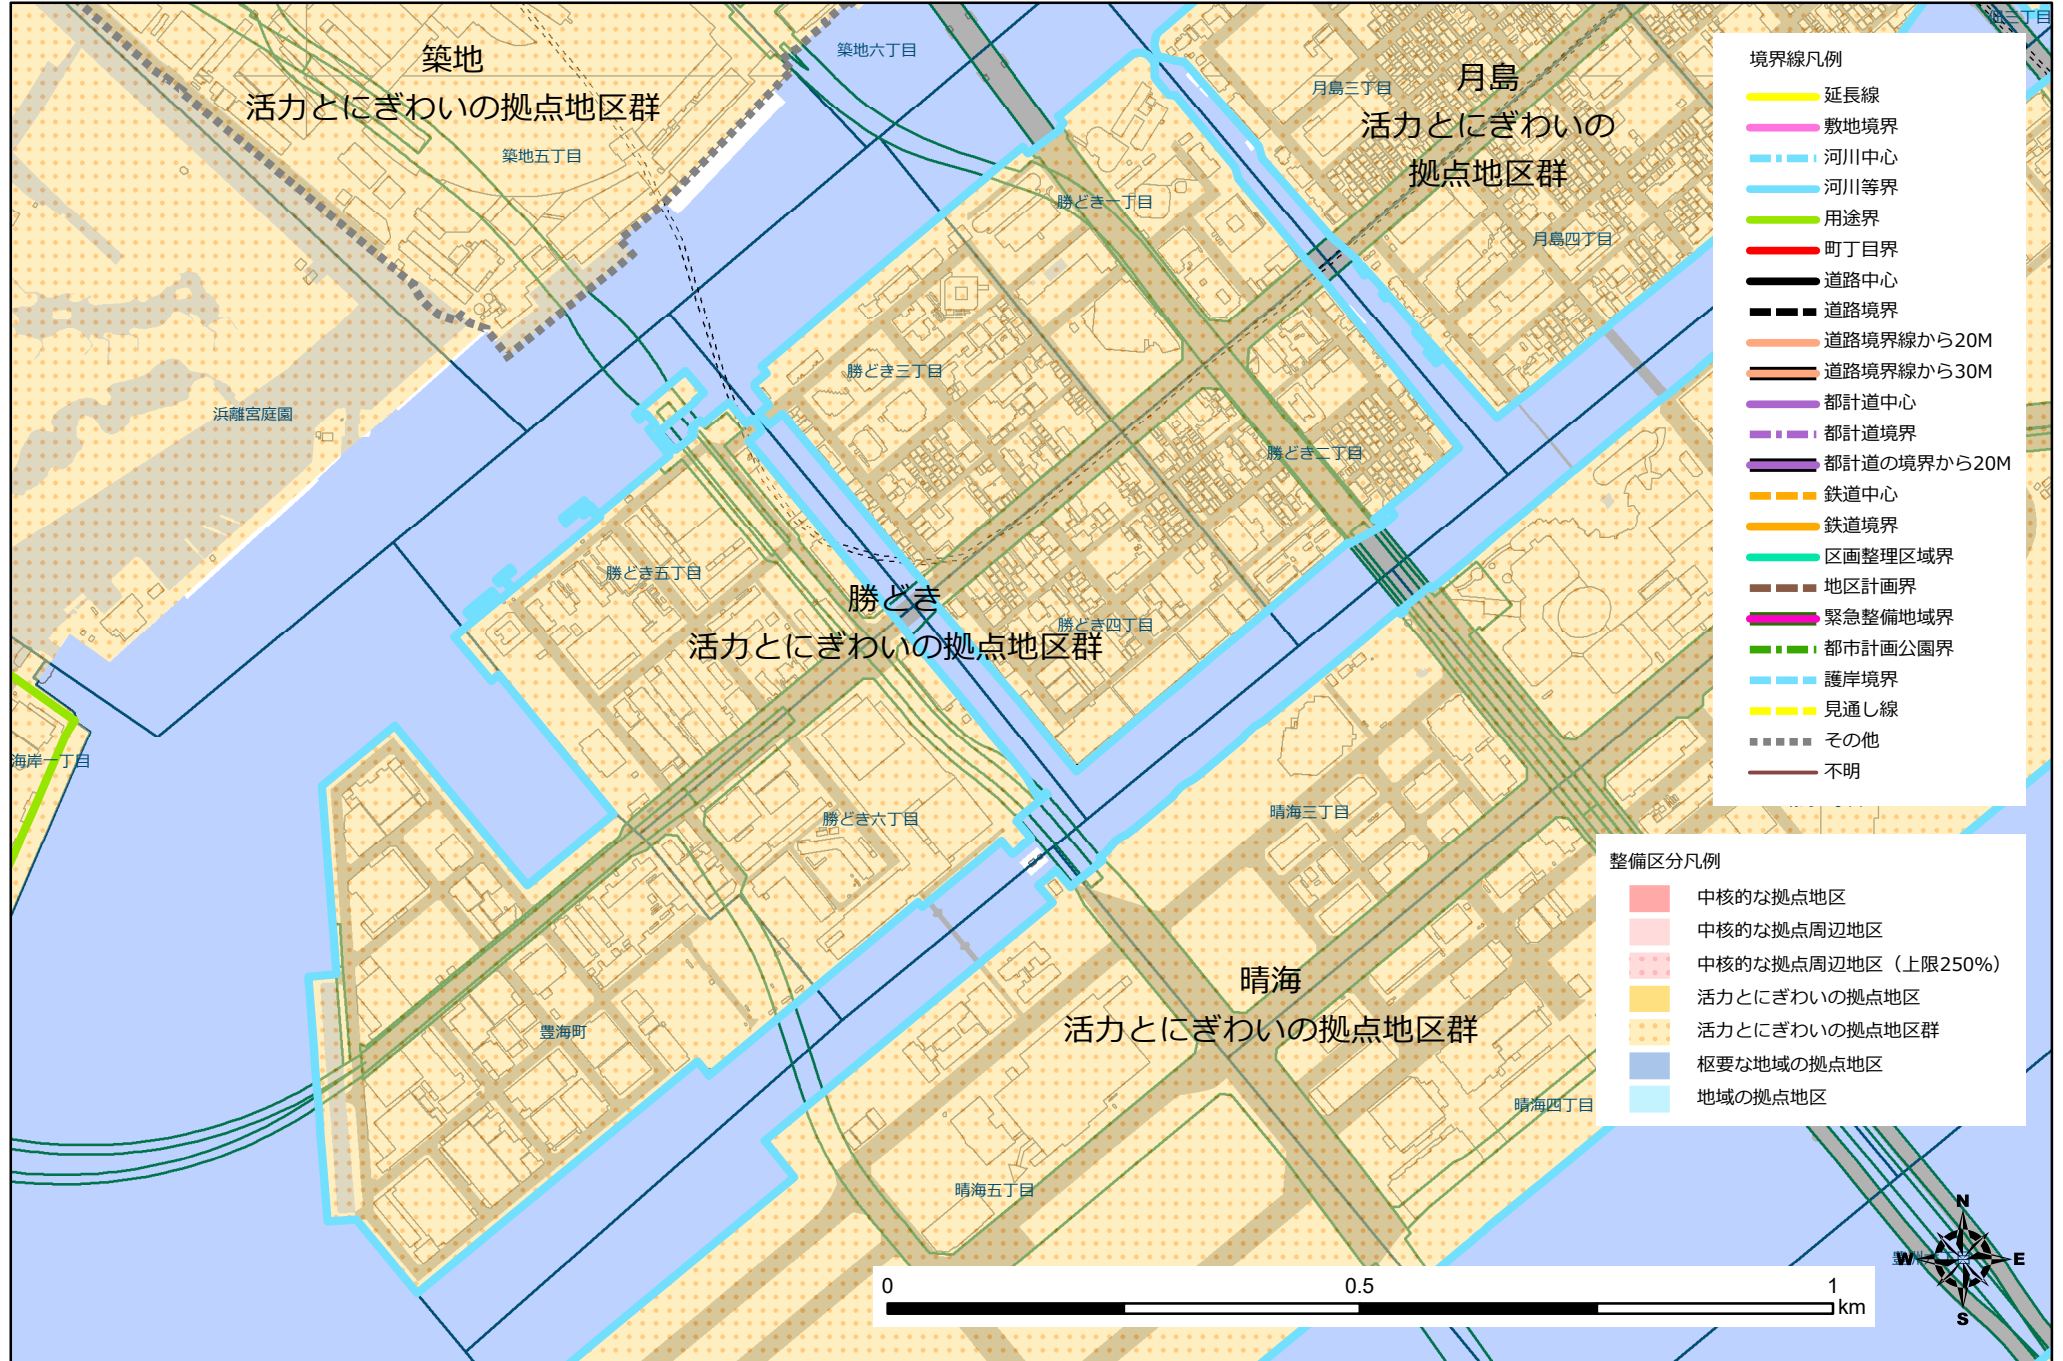 築地
活力とにぎわいの拠点地区群
築地五丁目
築地六丁目
月島三丁目
月島
活力とにぎわいの
拠点地区群
月島四丁目
佃三丁目
勝どき一丁目
勝どき三丁目
勝どき二丁目
浜離宮庭園
勝どき五丁目
勝どき
活力とにぎわいの拠点地区群
勝どき四丁目
海岸一丁目
勝どき六丁目
晴海三丁目
晴海
活力とにぎわいの拠点地区群
豊海町
晴海四丁目
晴海五丁目
境界線凡例
延長線
敷地境界
河川中心
河川等界
用途界
町丁目界
道路中心
道路境界
道路境界線から20M
道路境界線から30M
都計道中心
都計道境界
都計道の境界から20M
鉄道中心
鉄道境界
区画整理区域界
地区計画界
緊急整備地域界
都市計画公園界
護岸境界
見通し線
その他
不明
整備区分凡例
中核的な拠点地区
中核的な拠点周辺地区
中核的な拠点周辺地区（上限250%）
活力とにぎわいの拠点地区
活力とにぎわいの拠点地区群
枢要な地域の拠点地区
地域の拠点地区
N
W
E
S
0 0.5 1
km